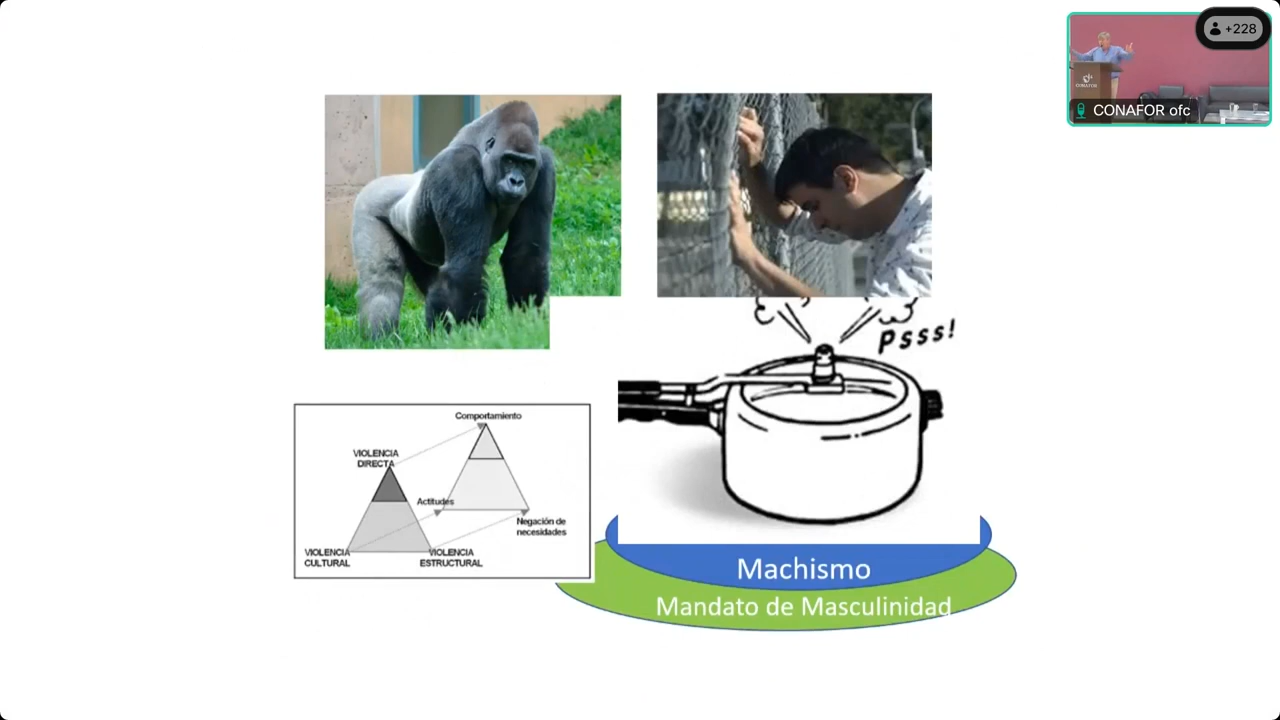 +228
CONAFOR
CONAFOR ofc
Psss!
Comportamiento
VIOLENCIA
DIRECTA
Actitudes
Negación de
necesidades
VIOLENCIA
CULTURAL
VIOLENCIA
ESTRUCTURAL
Machismo
Mandato de Masculinidad